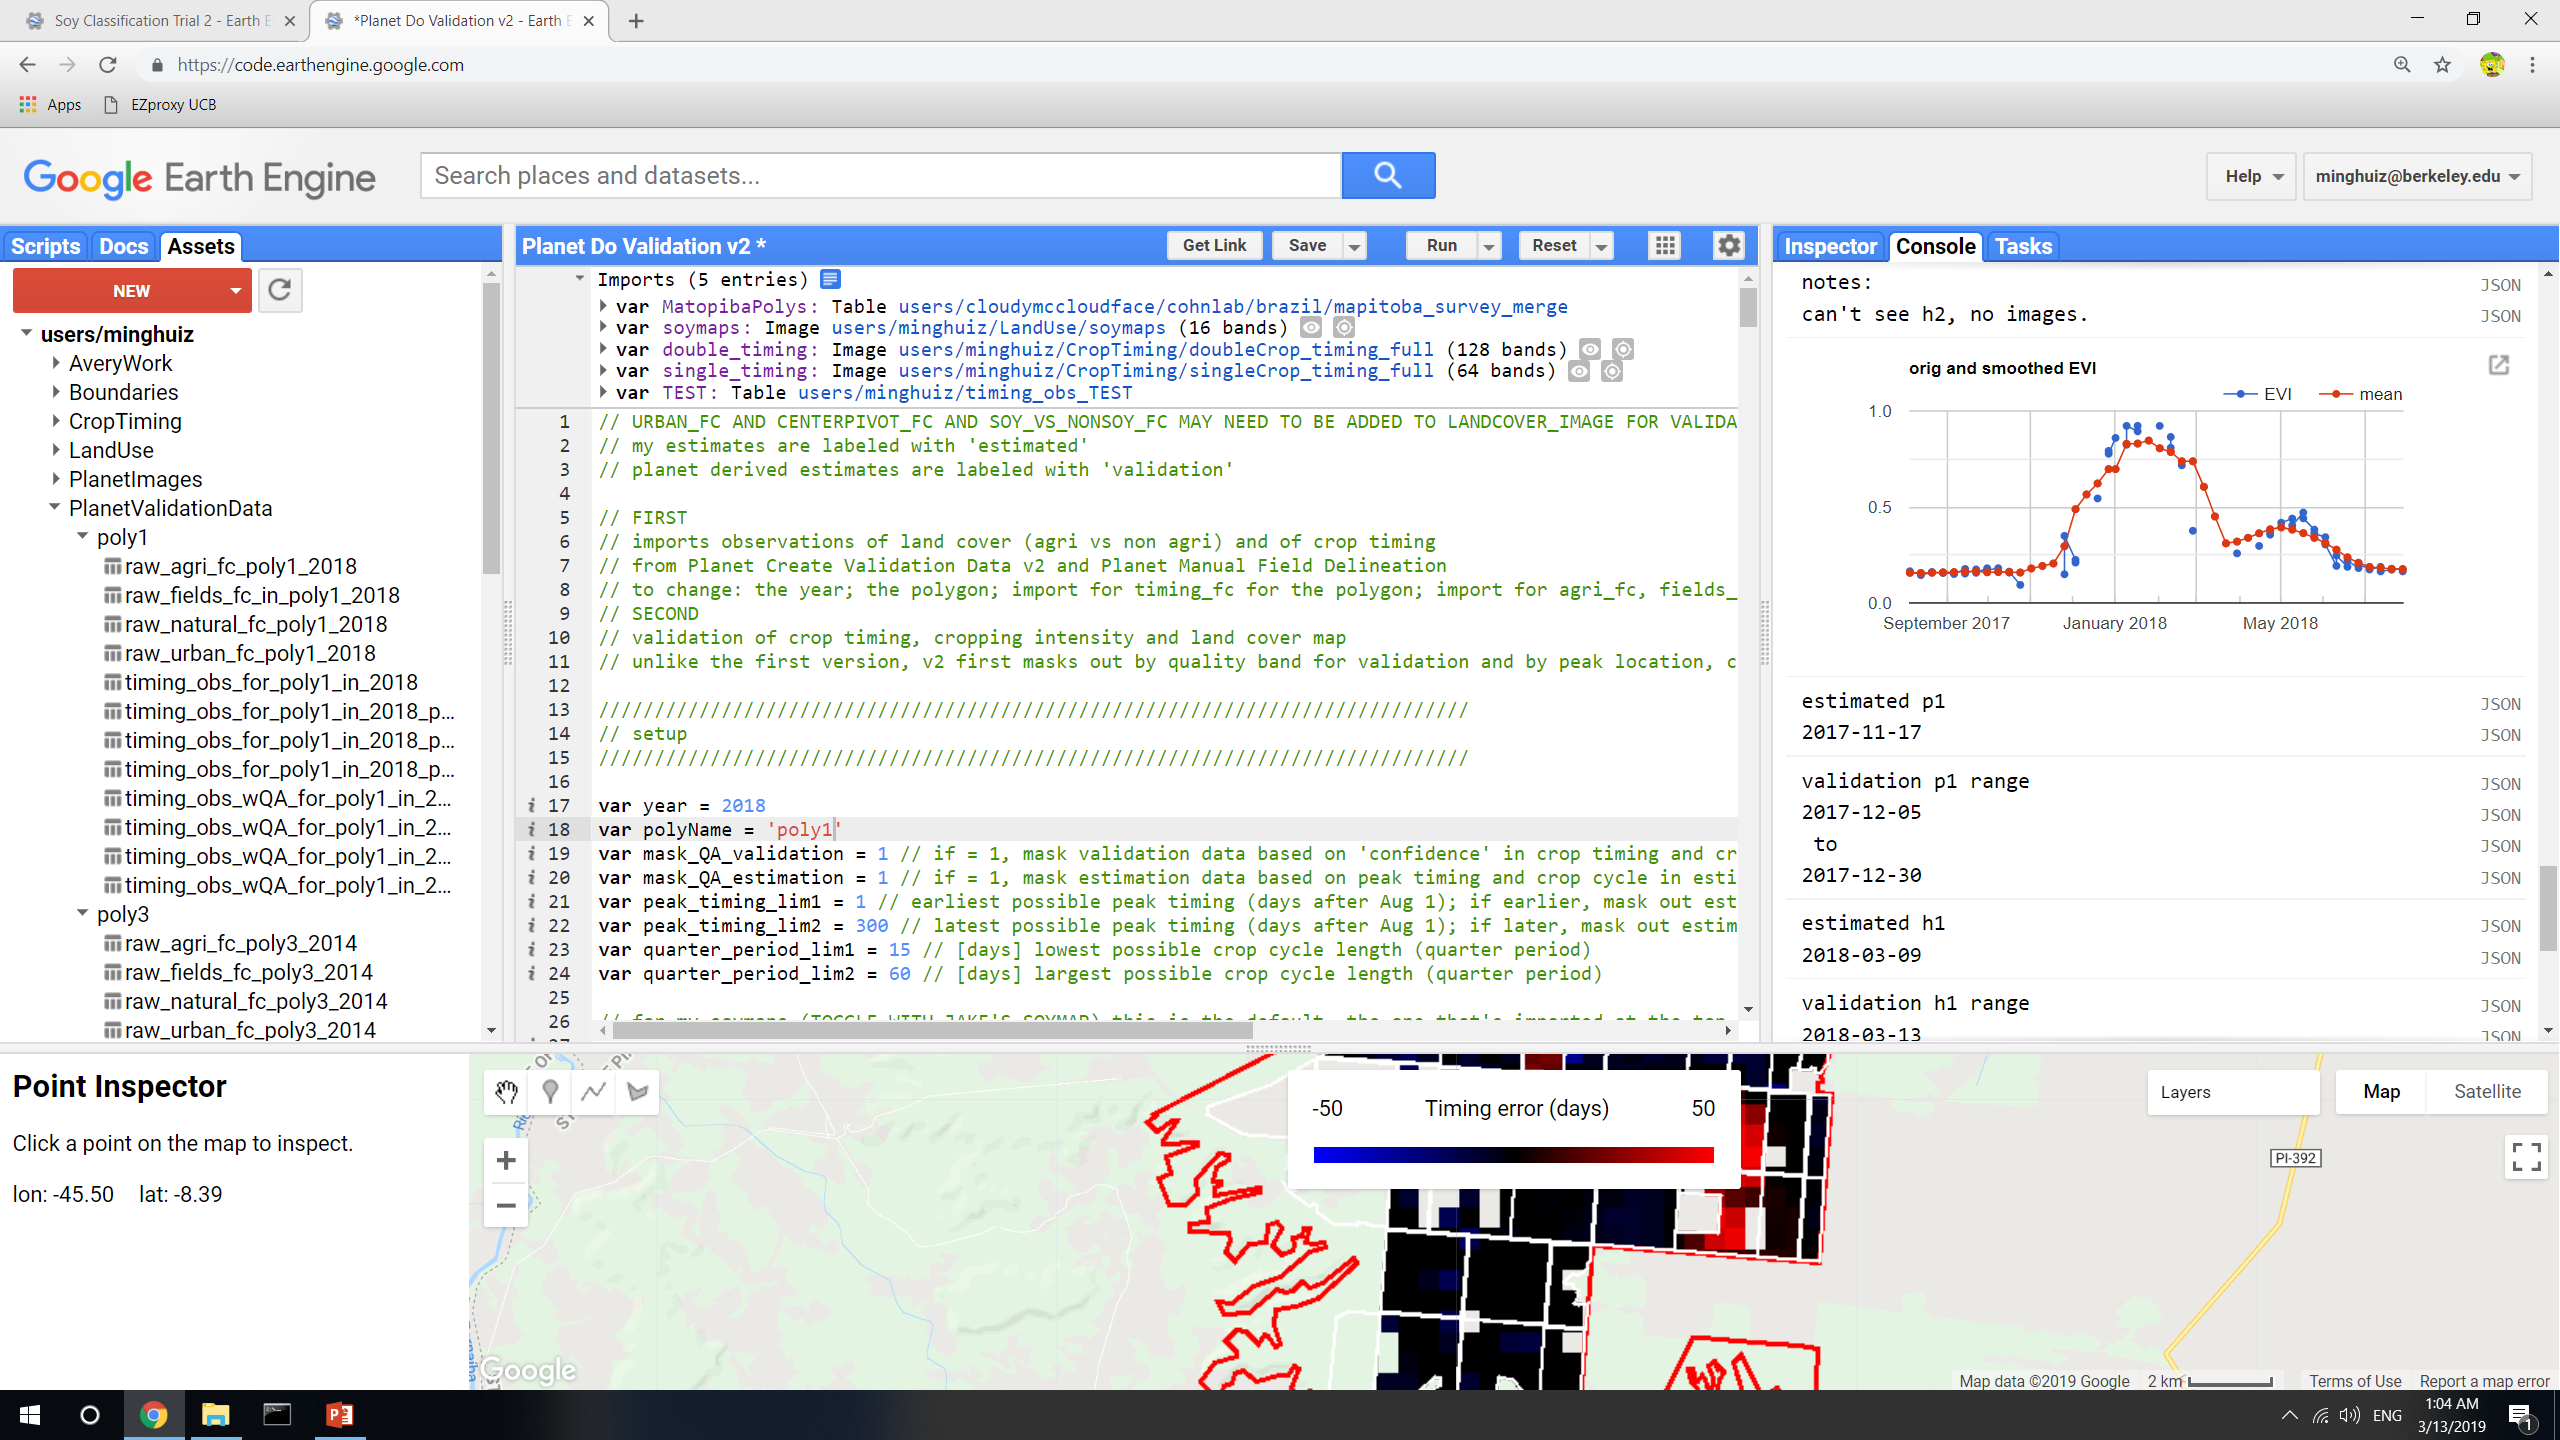 Soy Classification Trial 2 - Earth E
*Planet Do Validation v2 - Earth E
https://code.earthengine.google.com
Apps
EZproxy UCB
Google Earth Engine
Search places and datasets...
Help
minghuiz@berkeley.edu
Scripts
Docs
Assets
NEW
users/minghuiz
AveryWork
Boundaries
CropTiming
LandUse
PlanetImages
PlanetValidationData
poly1
raw_agri_fc_poly1_2018
raw_fields_fc_in_poly1_2018
raw_natural_fc_poly1_2018
raw_urban_fc_poly1_2018
timing_obs_for_poly1_in_2018
timing_obs_for_poly1_in_2018_p...
timing_obs_for_poly1_in_2018_p...
timing_obs_for_poly1_in_2018_p...
timing_obs_wQA_for_poly1_in_2...
timing_obs_wQA_for_poly1_in_2...
timing_obs_wQA_for_poly1_in_2...
timing_obs_wQA_for_poly1_in_2...
poly3
raw_agri_fc_poly3_2014
raw_fields_fc_poly3_2014
raw_natural_fc_poly3_2014
raw_urban_fc_poly3_2014
Planet Do Validation v2 *
Get Link
Save
Run
Reset
Imports (5 entries)
var MatopibaPolys: Table users/cloudymccloudface/cohnlab/brazil/mapitoba_survey_merge
var soymaps: Image users/minghuiz/LandUse/soymaps (16 bands)
var double_timing: Image users/minghuiz/CropTiming/doubleCrop_timing_full (128 bands)
var single_timing: Image users/minghuiz/CropTiming/singleCrop_timing_full (64 bands)
var TEST: Table users/minghuiz/timing_obs_TEST
1 // URBAN_FC AND CENTERPIVOT_FC AND SOY_VS_NONSOY_FC MAY NEED TO BE ADDED TO LANDCOVER_IMAGE FOR VALIDA
2 // my estimates are labeled with 'estimated'
3 // planet derived estimates are labeled with 'validation'
4
5 // FIRST
6 // imports observations of land cover (agri vs non agri) and of crop timing
7 // from Planet Create Validation Data v2 and Planet Manual Field Delineation
8 // to change: the year; the polygon; import for timing_fc for the polygon; import for agri_fc, fields_
9 // SECOND
10 // validation of crop timing, cropping intensity and land cover map
11 // unlike the first version, v2 first masks out by quality band for validation and by peak location, c
12
13 //////////////////////////////////////////////////////////////////////////////
14 // setup
15 //////////////////////////////////////////////////////////////////////////////
16
i 17 var year = 2018
i 18 var polyName = 'poly1'
i 19 var mask_QA_validation = 1 // if = 1, mask validation data based on 'confidence' in crop timing and cr
i 20 var mask_QA_estimation = 1 // if = 1, mask estimation data based on peak timing and crop cycle in esti
i 21 var peak_timing_lim1 = 1 // earliest possible peak timing (days after Aug 1); if earlier, mask out est
i 22 var peak_timing_lim2 = 300 // latest possible peak timing (days after Aug 1); if later, mask out estim
i 23 var quarter_period_lim1 = 15 // [days] lowest possible crop cycle length (quarter period)
i 24 var quarter_period_lim2 = 60 // [days] largest possible crop cycle length (quarter period)
25
26 // for my soymaps (TOGGLE WITH JAKE'S SOYMAP) this is the default, the one that's imported at the top
Inspector
Console
Tasks
notes: JSON
can't see h2, no images. JSON
orig and smoothed EVI
EVI
mean
1.0
0.5
0.0
September 2017
January 2018
May 2018
estimated p1 JSON
2017-11-17 JSON
validation p1 range JSON
2017-12-05 JSON
to JSON
2017-12-30 JSON
estimated h1 JSON
2018-03-09 JSON
validation h1 range JSON
2018-03-13 JSON
Point Inspector
Click a point on the map to inspect.
lon: -45.50 lat: -8.39
-50
Timing error (days)
50
Layers
Map
Satellite
PI-392
Google
Map data ©2019 Google
2 km
Terms of Use
Report a map error
ENG
1:04 AM
3/13/2019
1